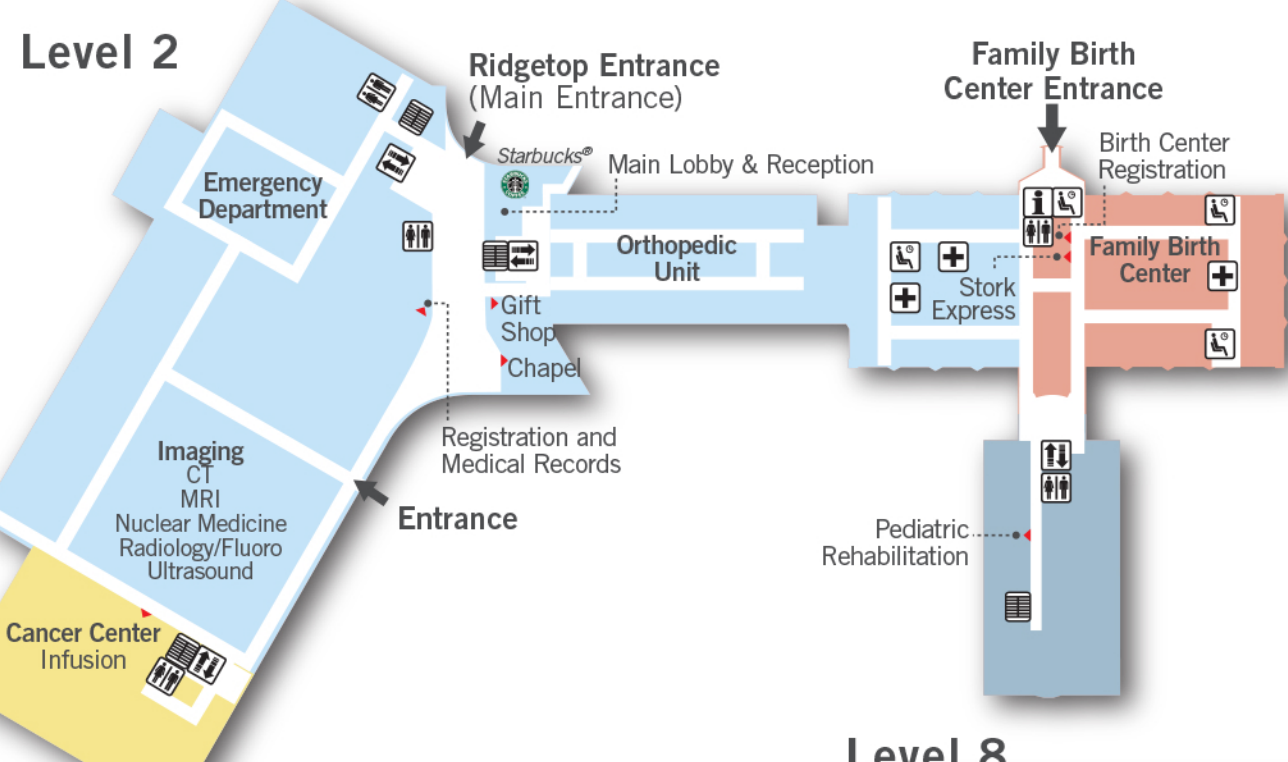 Level 2
Ridgetop Entrance
(Main Entrance)
Family Birth
Center Entrance
Starbucks®
Main Lobby & Reception
Birth Center
Registration
Emergency
Department
Orthopedic
Unit
Family Birth
Center
Stork
Express
Gift
Shop
Chapel
Registration and
Medical Records
Imaging
CT
MRI
Nuclear Medicine
Radiology/Fluoro
Ultrasound
Entrance
Pediatric
Rehabilitation
Cancer Center
Infusion
Level 8